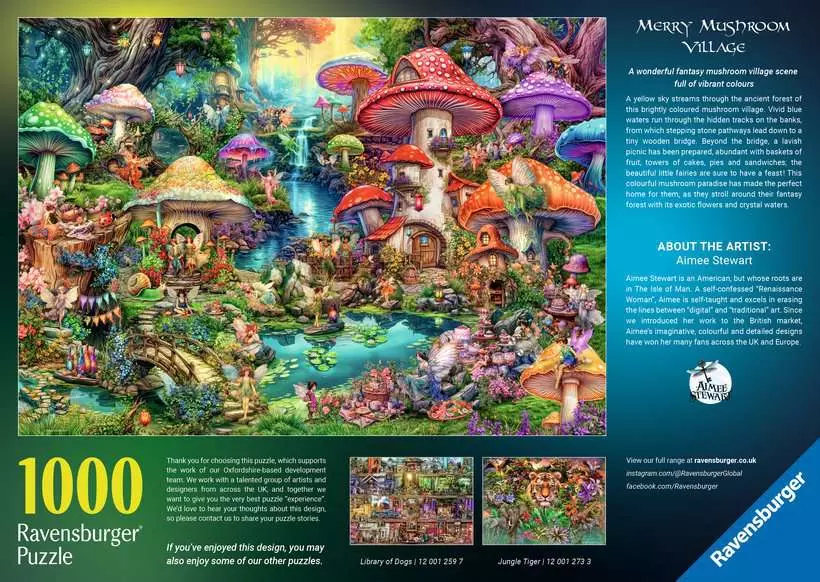 Merry Mushroom
Village
A wonderful fantasy mushroom village scene
full of vibrant colours
A yellow sky streams through the ancient forest of
this brightly coloured mushroom village. Vivid blue
waters run through the hidden tracks on the banks,
from which stepping stone pathways lead down to a
tiny wooden bridge. Beyond the bridge, a lavish
picnic has been prepared, abundant with baskets of
fruit, towers of cakes, pies and sandwiches; the
beautiful little fairies are sure to have a feast! This
colourful mushroom paradise has made the perfect
home for them, as they stroll around their fantasy
forest with its exotic flowers and crystal waters.
ABOUT THE ARTIST:
Aimee Stewart
Aimee Stewart is an American, but whose roots are
in The Isle of Man. A self-confessed "Renaissance
Woman", Aimee is self-taught and excels in erasing
the lines between "digital" and "traditional" art. Since
we introduced her work to the British market,
Aimee's imaginative, colourful and detailed designs
have won her many fans across the UK and Europe.
AIMEE
STEWART
1000
Ravensburger®
Puzzle
Thank you for choosing this puzzle, which supports
the work of our Oxfordshire-based development
team. We work with a talented group of artists and
designers from across the UK, and together we
want to give you the very best puzzle "experience".
We'd love to hear your thoughts about this design,
so please contact us to share your puzzle stories.
If you've enjoyed this design, you may
also enjoy some of our other puzzles.
Library of Dogs | 12 001 259 7
Jungle Tiger | 12 001 273 3
View our full range at ravensburger.co.uk
instagram.com/@RavensburgerGlobal
facebook.com/Ravensburger
Ravensburger